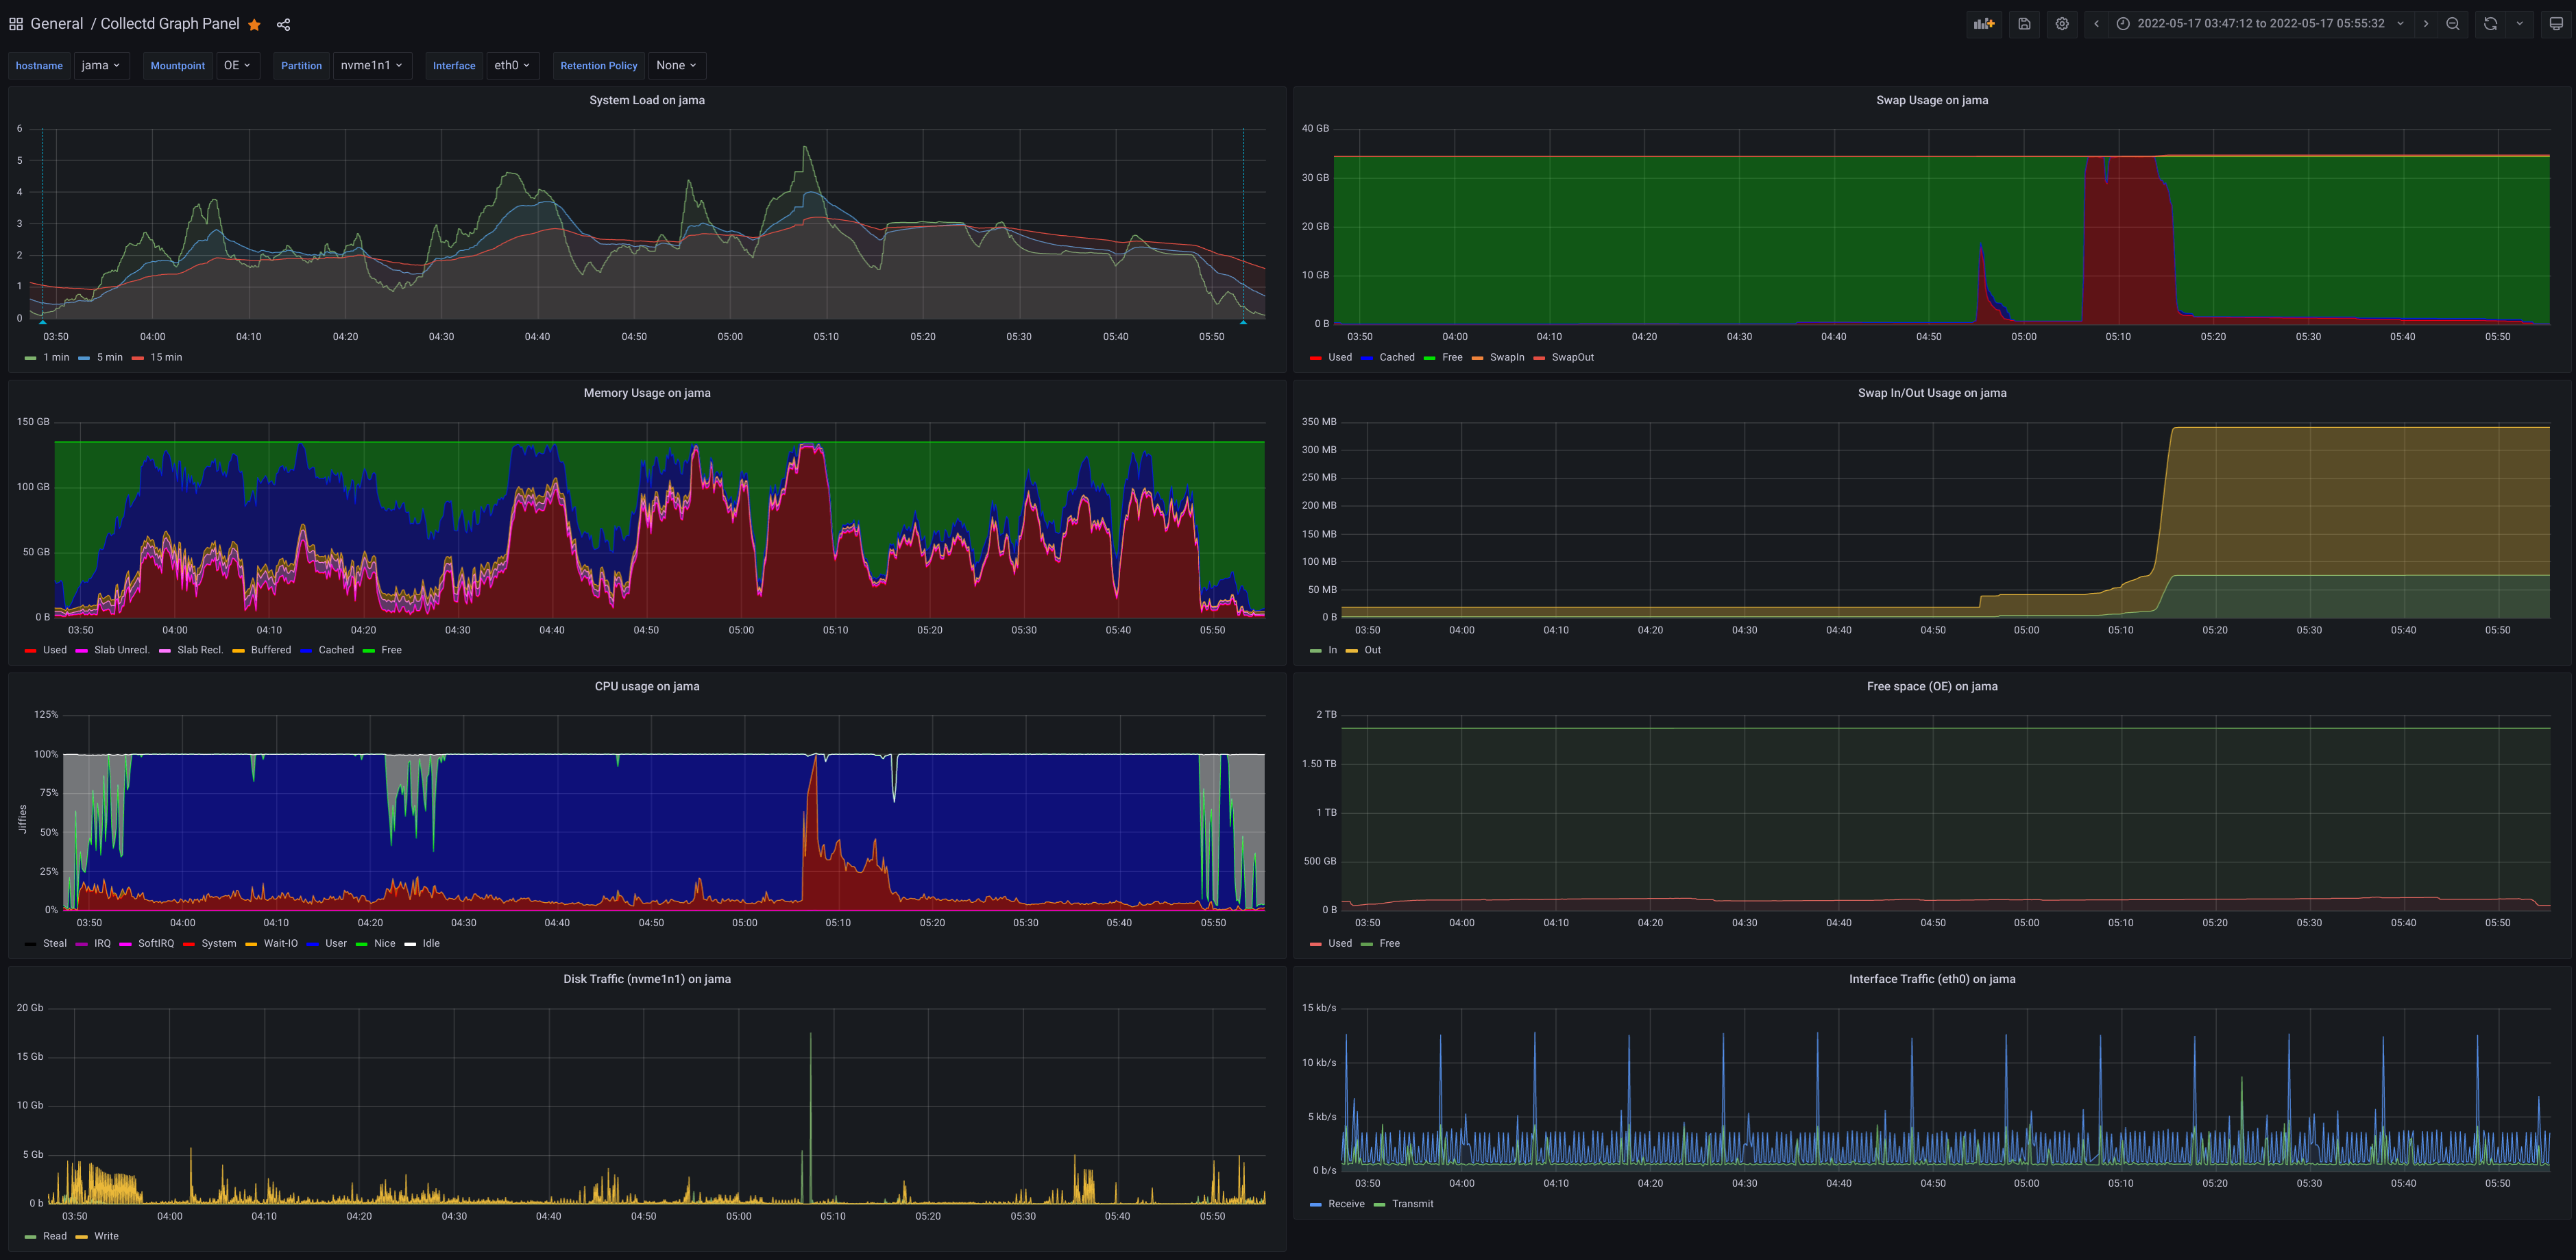 General / Collectd Graph Panel
2022-05-17 03:47:12 to 2022-05-17 05:55:32
hostname jama Mountpoint OE Partition nvme1n1 Interface eth0 Retention Policy None
System Load on jama
6
5
4
3
2
1
0
03:50 04:00 04:10 04:20 04:30 04:40 04:50 05:00 05:10 05:20 05:30 05:40 05:50
1 min 5 min 15 min
Swap Usage on jama
40 GB
30 GB
20 GB
10 GB
0 B
03:50 04:00 04:10 04:20 04:30 04:40 04:50 05:00 05:10 05:20 05:30 05:40 05:50
Used Cached Free SwapIn SwapOut
Memory Usage on jama
150 GB
100 GB
50 GB
0 B
03:50 04:00 04:10 04:20 04:30 04:40 04:50 05:00 05:10 05:20 05:30 05:40 05:50
Used Slab Unrecl. Slab Recl. Buffered Cached Free
Swap In/Out Usage on jama
350 MB
300 MB
250 MB
200 MB
150 MB
100 MB
50 MB
0 B
03:50 04:00 04:10 04:20 04:30 04:40 04:50 05:00 05:10 05:20 05:30 05:40 05:50
In Out
CPU usage on jama
Jiffies
125%
100%
75%
50%
25%
0%
03:50 04:00 04:10 04:20 04:30 04:40 04:50 05:00 05:10 05:20 05:30 05:40 05:50
Steal IRQ SoftIRQ System Wait-IO User Nice Idle
Free space (OE) on jama
2 TB
1.50 TB
1 TB
500 GB
0 B
03:50 04:00 04:10 04:20 04:30 04:40 04:50 05:00 05:10 05:20 05:30 05:40 05:50
Used Free
Disk Traffic (nvme1n1) on jama
20 Gb
15 Gb
10 Gb
5 Gb
0 b
03:50 04:00 04:10 04:20 04:30 04:40 04:50 05:00 05:10 05:20 05:30 05:40 05:50
Read Write
Interface Traffic (eth0) on jama
15 kb/s
10 kb/s
5 kb/s
0 b/s
03:50 04:00 04:10 04:20 04:30 04:40 04:50 05:00 05:10 05:20 05:30 05:40 05:50
Receive Transmit